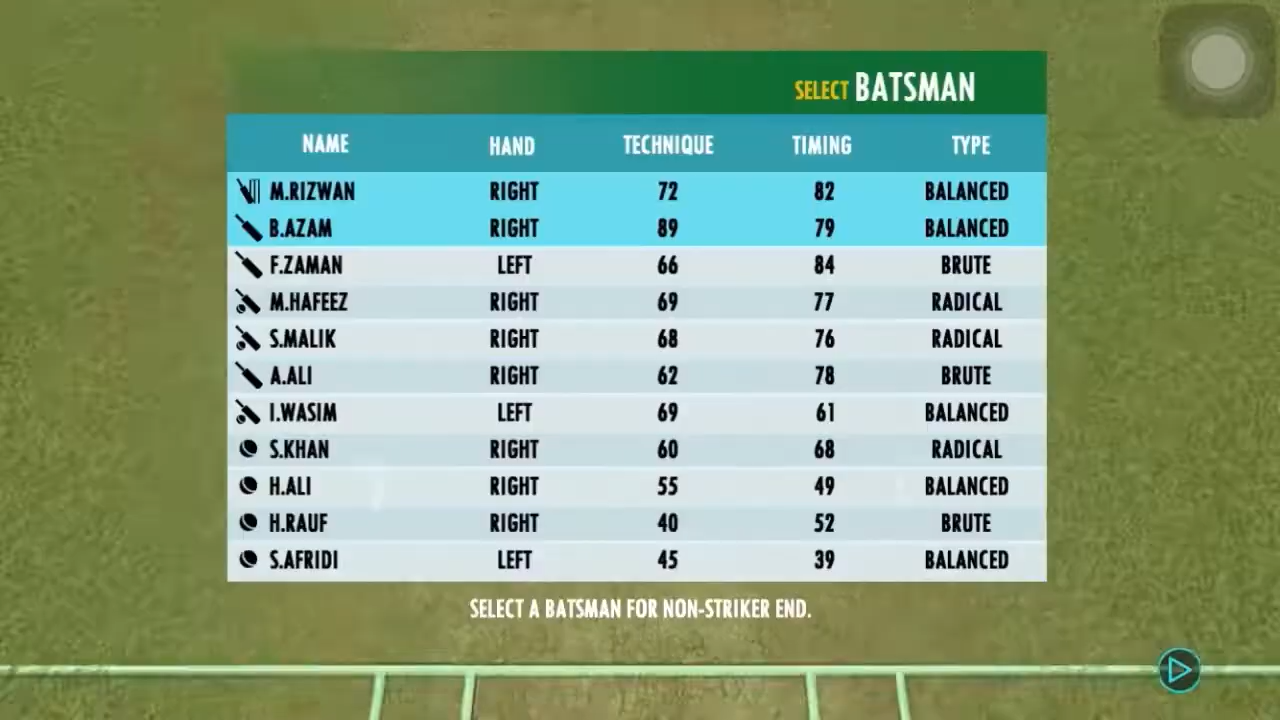 SELECT BATSMAN
NAME HAND TECHNIQUE TIMING TYPE
M.RIZWAN RIGHT 72 82 BALANCED
B.AZAM RIGHT 89 79 BALANCED
F.ZAMAN LEFT 66 84 BRUTE
M.HAFEEZ RIGHT 69 77 RADICAL
S.MALIK RIGHT 68 76 RADICAL
A.ALI RIGHT 62 78 BRUTE
I.WASIM LEFT 69 61 BALANCED
S.KHAN RIGHT 60 68 RADICAL
H.ALI RIGHT 55 49 BALANCED
H.RAUF RIGHT 40 52 BRUTE
S.AFRIDI LEFT 45 39 BALANCED
SELECT A BATSMAN FOR NON-STRIKER END.